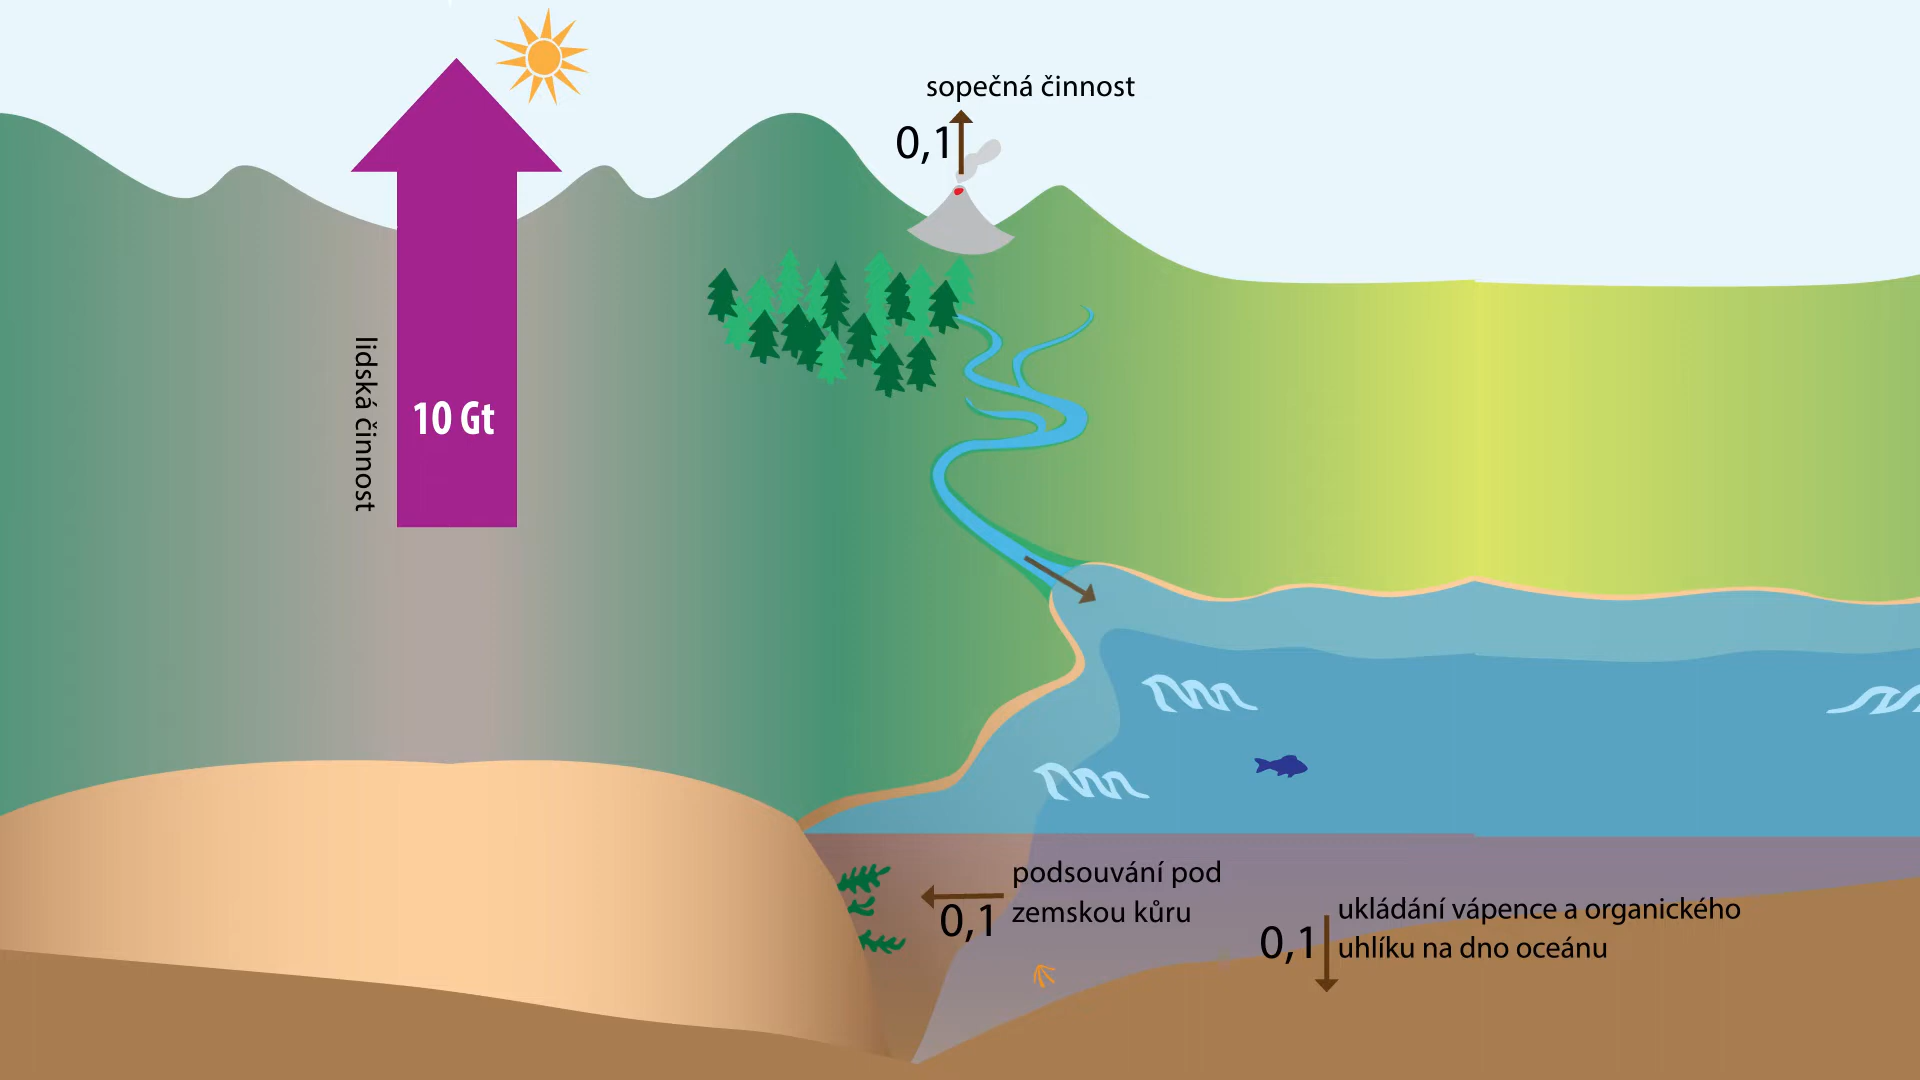 sopečná činnost
0,1
lidská činnost
10 Gt
podsouvání pod
zemskou kůru
0,1
ukládání vápence a organického
uhlíku na dno oceánu
0,1